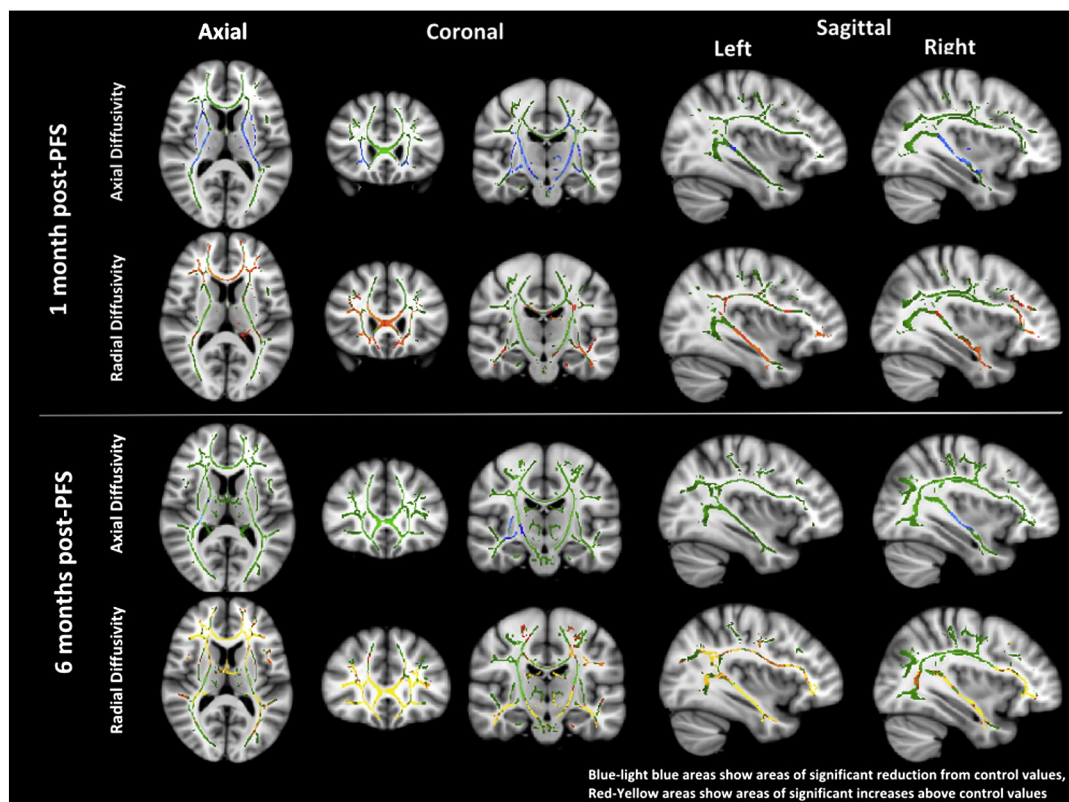 Axial
Coronal
Sagittal
Left
Right
1 month post-PFS
Axial Diffusivity
Radial Diffusivity
6 months post-PFS
Axial Diffusivity
Radial Diffusivity
Blue-light blue areas show areas of significant reduction from control values,
Red-Yellow areas show areas of significant increases above control values